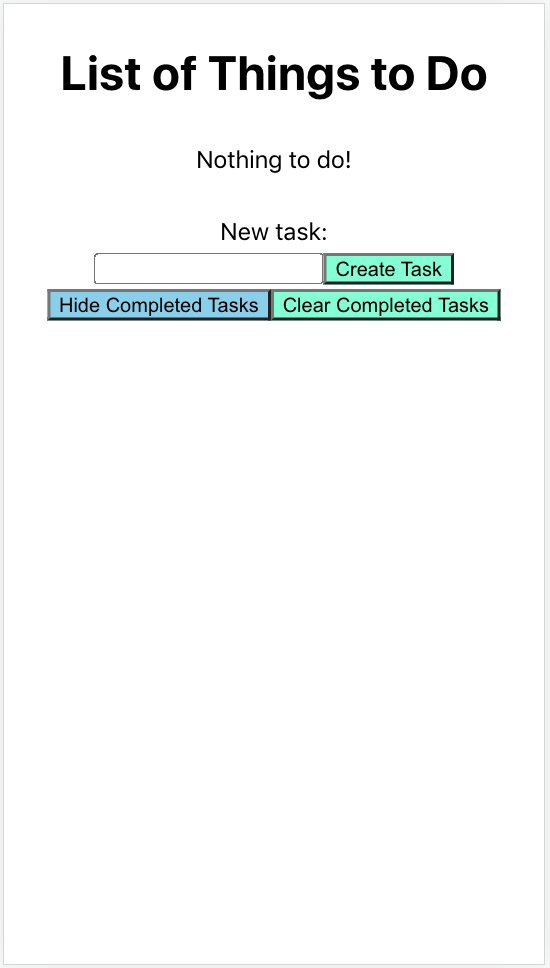 List of Things to Do
Nothing to do!
New task:
Create Task
Hide Completed Tasks Clear Completed Tasks